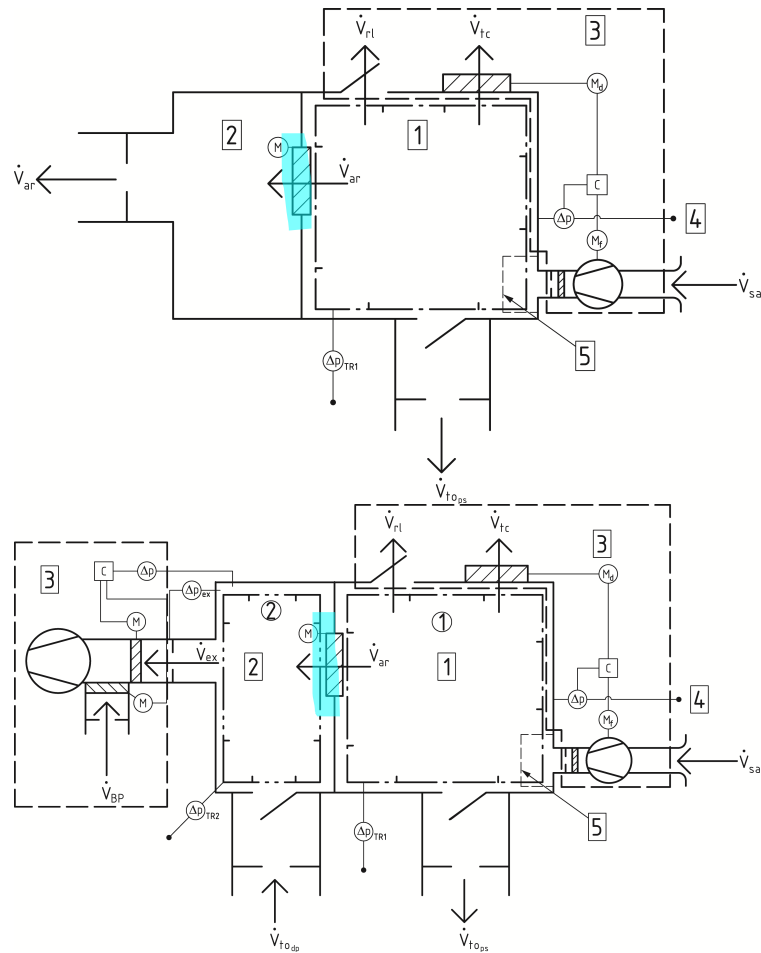 V̇rl V̇tc 3
Md
2 1
M V̇ar
V̇ar
C
Δp 4
Mf
V̇sa
5
ΔpTR1
V̇tops
V̇rl V̇tc
3 C Δp 3
Δpex Md
2 1
M M
V̇ex 2 V̇ar 1 C
Δp 4
M Mf
V̇sa
V̇BP
ΔpTR2 ΔpTR1 5
V̇todp V̇tops